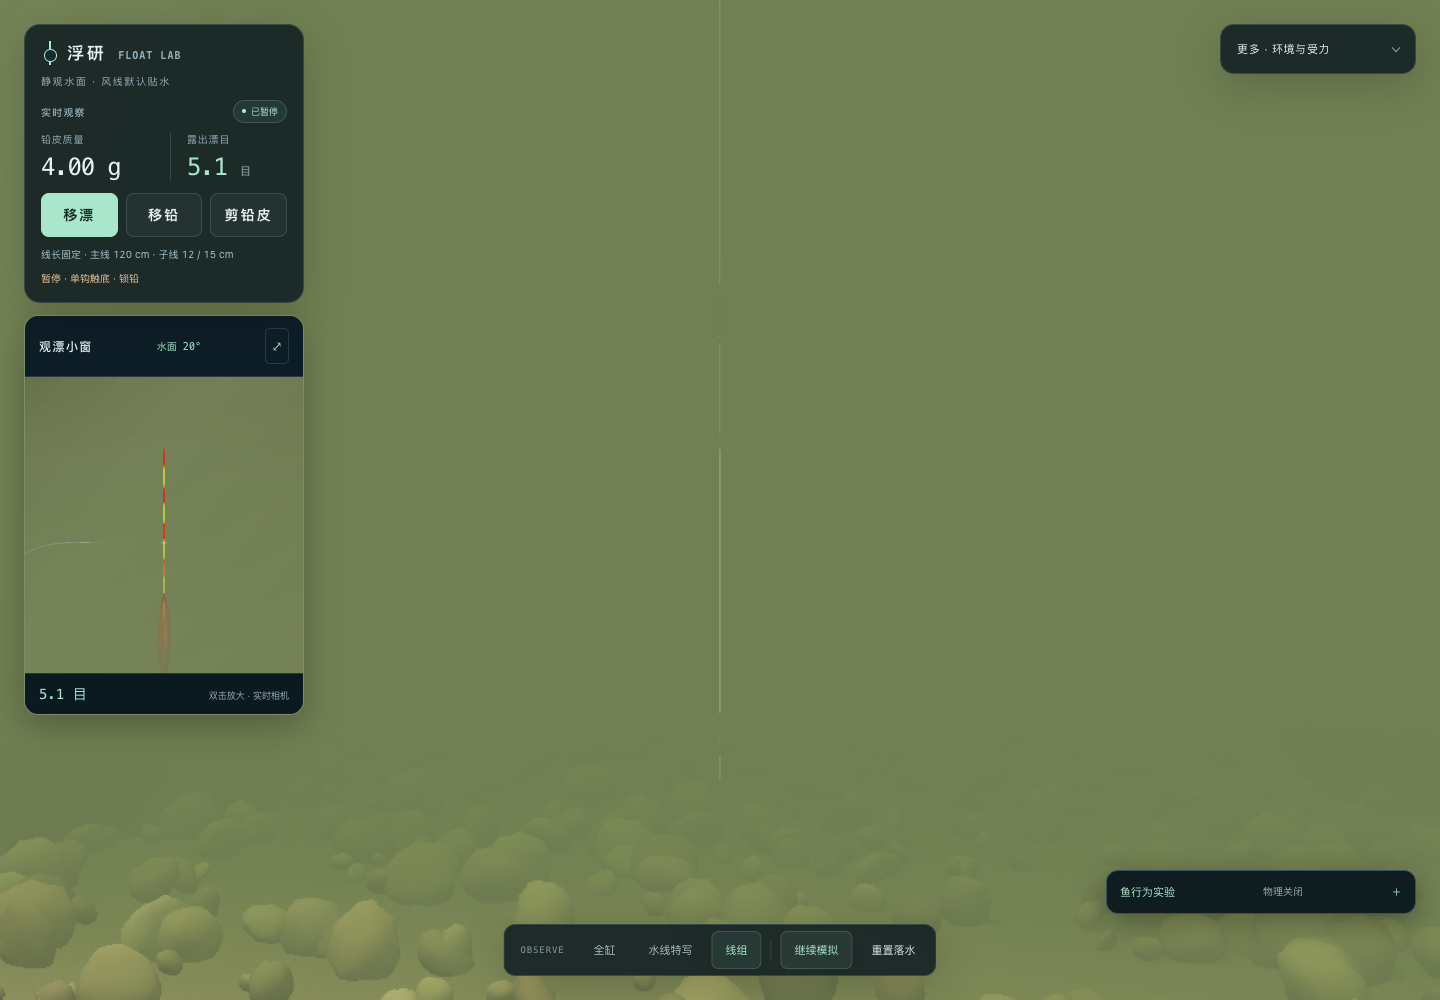 浮研 FLOAT LAB
静观水面 · 风线默认贴水
实时观察 已暂停
铅皮质量 露出漂目
4.00 g 5.1 目
移漂 移铅 剪铅皮
线长固定 · 主线 120 cm · 子线 12 / 15 cm
暂停 · 单钩触底 · 锁铅
观漂小窗 水面 20°
5.1 目 双击放大 · 实时相机
更多 · 环境与受力
鱼行为实验 物理关闭 +
OBSERVE 全缸 水线特写 线组 继续模拟 重置落水